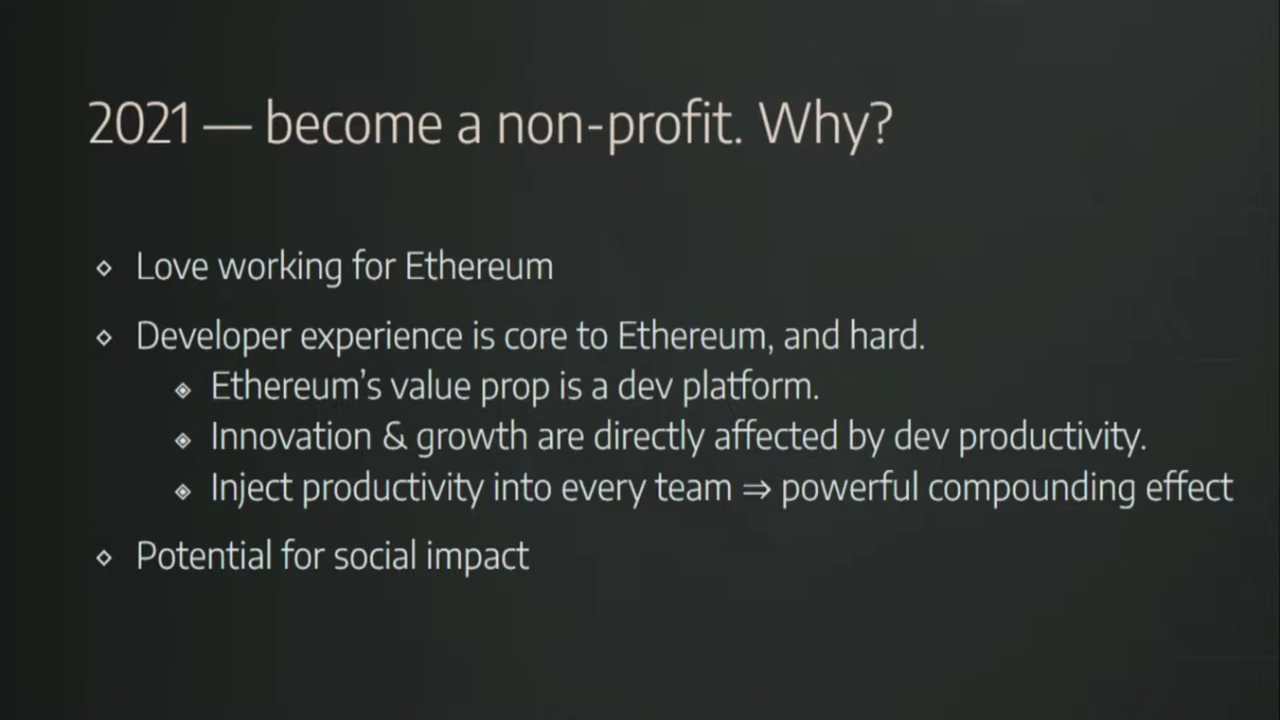 2021 — become a non-profit. Why?
Love working for Ethereum
Developer experience is core to Ethereum, and hard.
Ethereum’s value prop is a dev platform.
Innovation & growth are directly affected by dev productivity.
Inject productivity into every team ⇒ powerful compounding effect
Potential for social impact